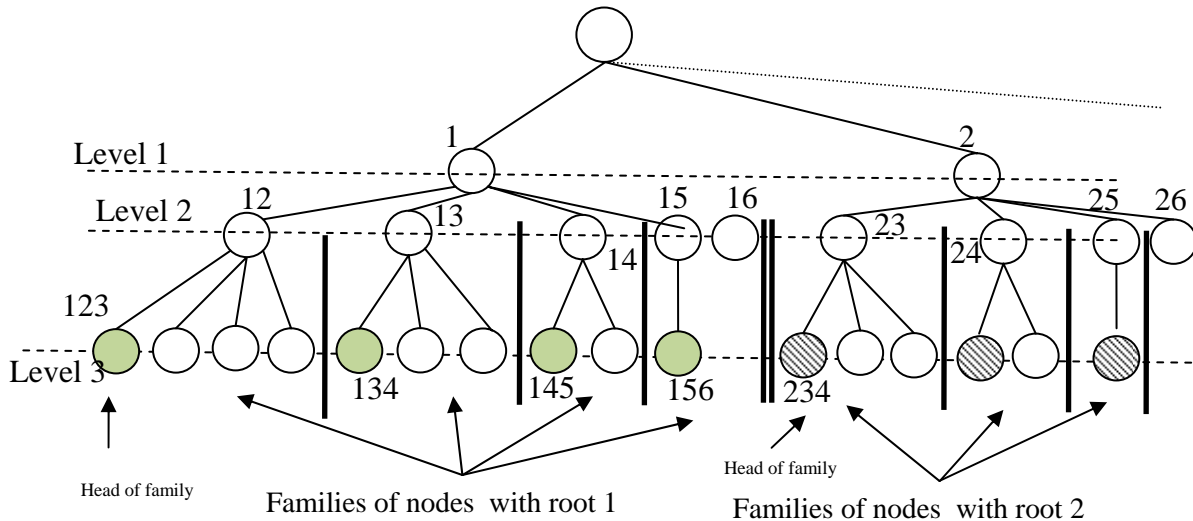 1
2
Level 1
12
13
15
16
25
26
Level 2
23
14
24
123
Level 3
134
145
156
234
Head of family
Head of family
Families of nodes with root 1
Families of nodes with root 2